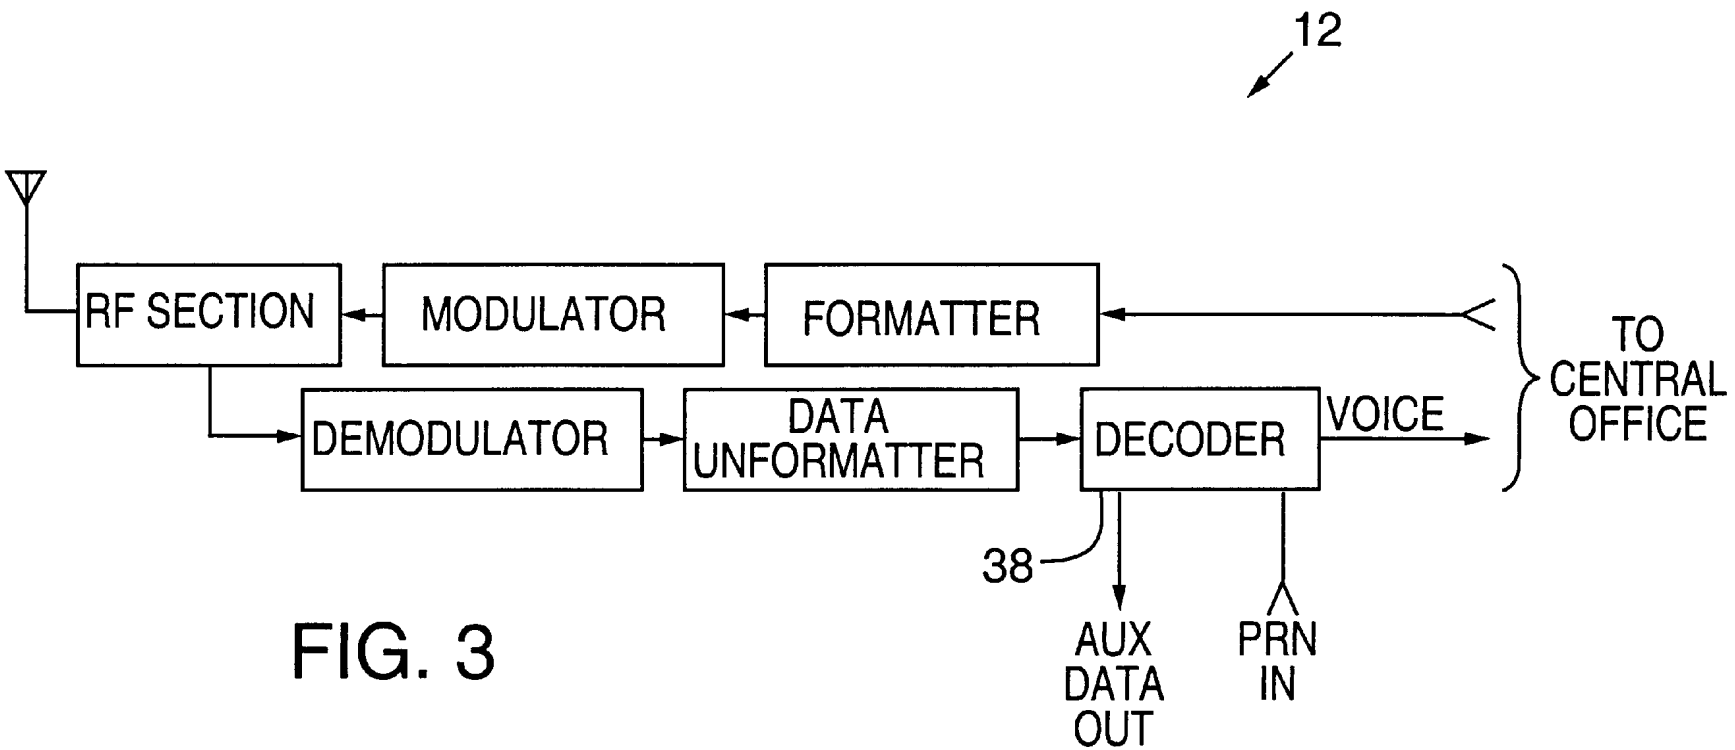 12
RF SECTION
MODULATOR
FORMATTER
TO
CENTRAL
OFFICE
DEMODULATOR
DATA
UNFORMATTER
DECODER
VOICE
38
AUX
DATA
OUT
PRN
IN
FIG. 3